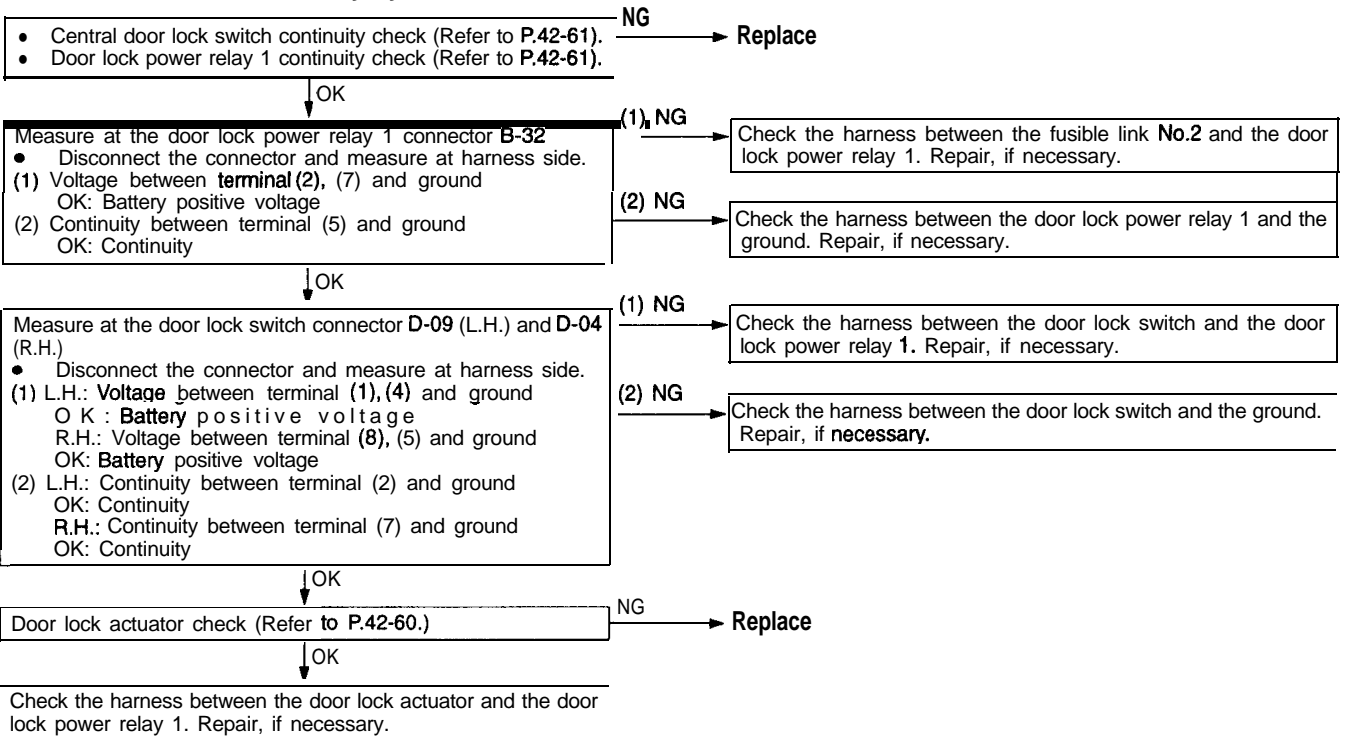 NG
• Central door lock switch continuity check (Refer to P.42-61).
• Door lock power relay 1 continuity check (Refer to P.42-61).
Replace
OK
Measure at the door lock power relay 1 connector B-32
• Disconnect the connector and measure at harness side.
(1) Voltage between terminal (2), (7) and ground
OK: Battery positive voltage
(2) Continuity between terminal (5) and ground
OK: Continuity
(1) NG
Check the harness between the fusible link No.2 and the door
lock power relay 1. Repair, if necessary.
(2) NG
Check the harness between the door lock power relay 1 and the
ground. Repair, if necessary.
OK
Measure at the door lock switch connector D-09 (L.H.) and D-04
(R.H.)
• Disconnect the connector and measure at harness side.
(1) L.H.: Voltage between terminal (1), (4) and ground
OK: Battery positive voltage
R.H.: Voltage between terminal (8), (5) and ground
OK: Battery positive voltage
(2) L.H.: Continuity between terminal (2) and ground
OK: Continuity
R.H.: Continuity between terminal (7) and ground
OK: Continuity
(1) NG
Check the harness between the door lock switch and the door
lock power relay 1. Repair, if necessary.
(2) NG
Check the harness between the door lock switch and the ground.
Repair, if necessary.
OK
Door lock actuator check (Refer to P.42-60.)
NG
Replace
OK
Check the harness between the door lock actuator and the door
lock power relay 1. Repair, if necessary.